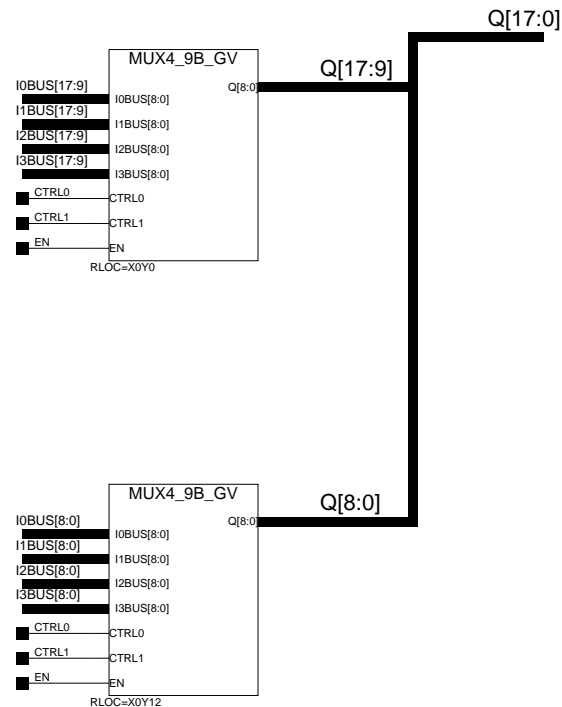 Q[17:0]
MUX4_9B_GV
Q[17:9]
I0BUS[17:9]
Q[8:0]
I0BUS[8:0]
I1BUS[17:9]
I1BUS[8:0]
I2BUS[17:9]
I2BUS[8:0]
I3BUS[17:9]
I3BUS[8:0]
CTRL0
CTRL0
CTRL1
CTRL1
EN
EN
RLOC=X0Y0
MUX4_9B_GV
Q[8:0]
I0BUS[8:0]
Q[8:0]
I0BUS[8:0]
I1BUS[8:0]
I1BUS[8:0]
I2BUS[8:0]
I2BUS[8:0]
I3BUS[8:0]
I3BUS[8:0]
CTRL0
CTRL0
CTRL1
CTRL1
EN
EN
RLOC=X0Y12